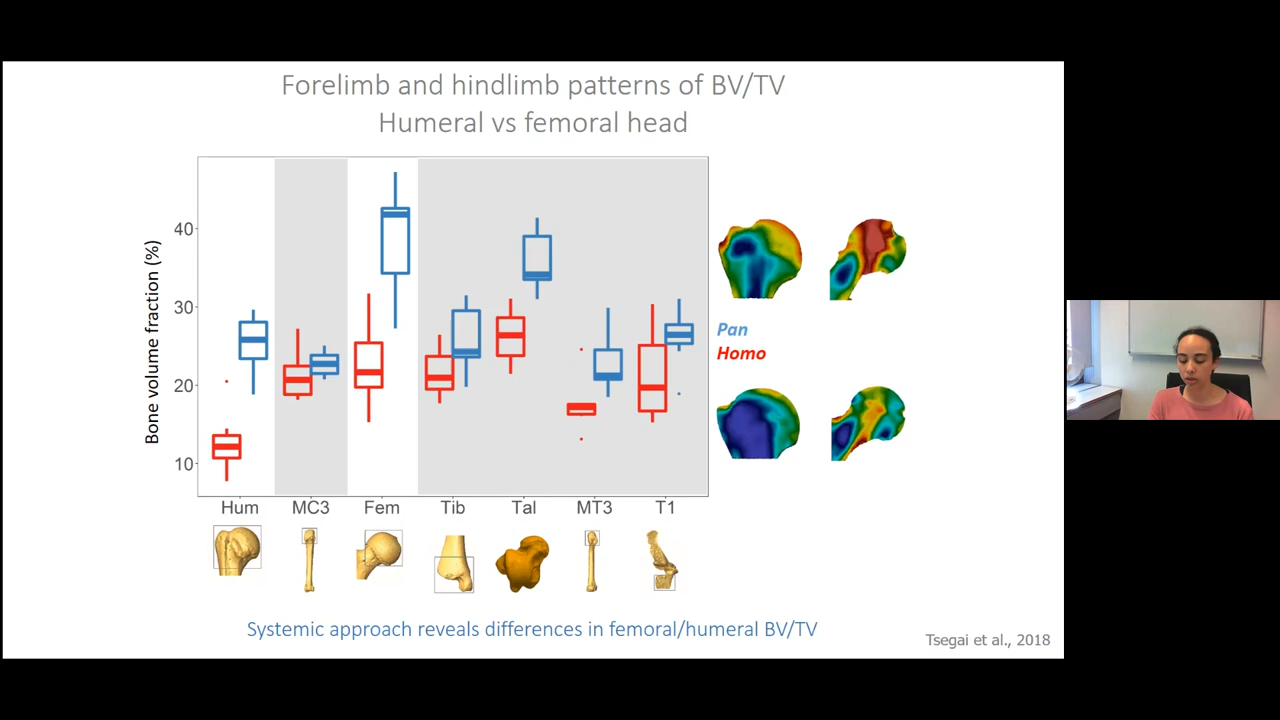 Forelimb and hindlimb patterns of BV/TV
Humeral vs femoral head
Bone volume fraction (%)
40
30
20
10
Hum MC3 Fem Tib Tal MT3 T1
Pan
Homo
Systemic approach reveals differences in femoral/humeral BV/TV
Tsegai et al., 2018